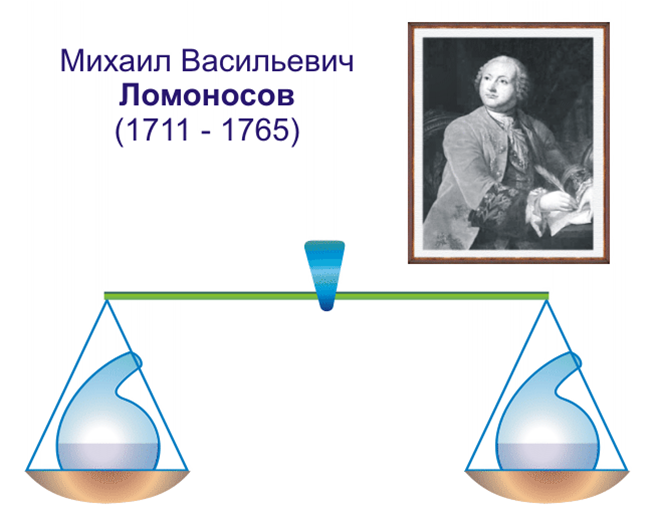 Михаил Васильевич
Ломоносов
(1711 - 1765)